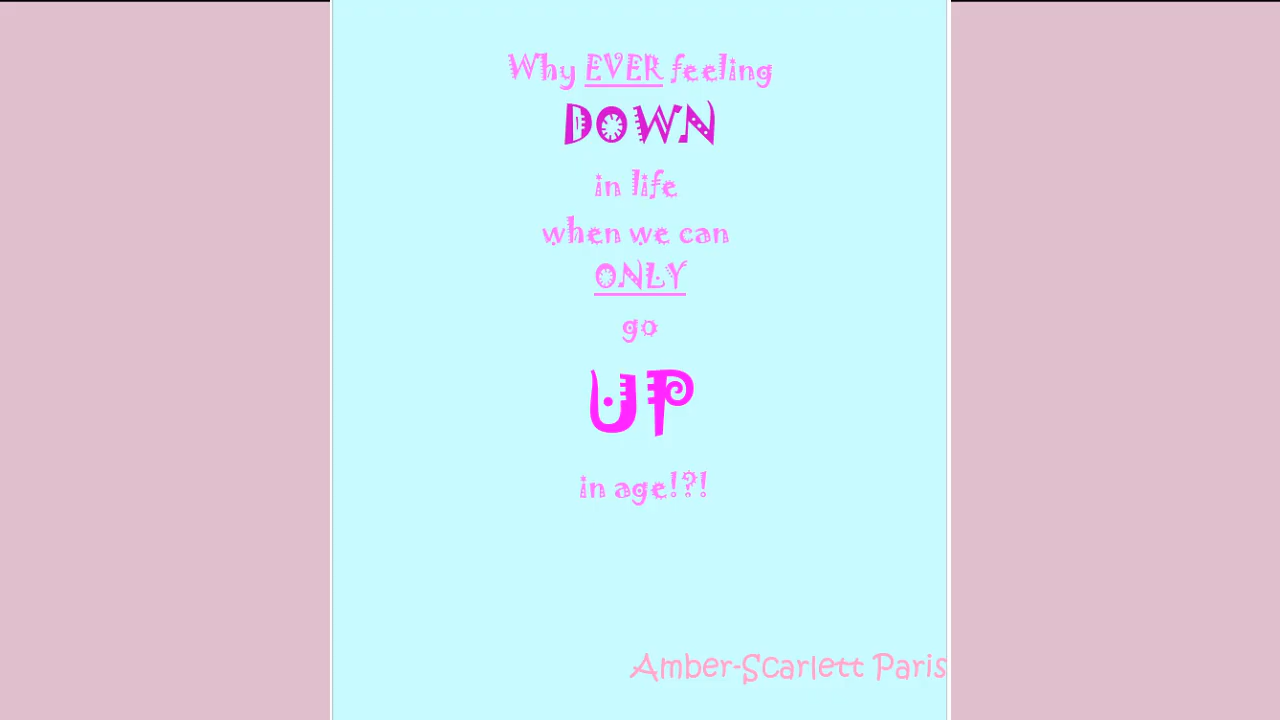 Why EVER feeling
DOWN
in life
when we can
ONLY
go
UP
in age!?!
Amber-Scarlett Paris